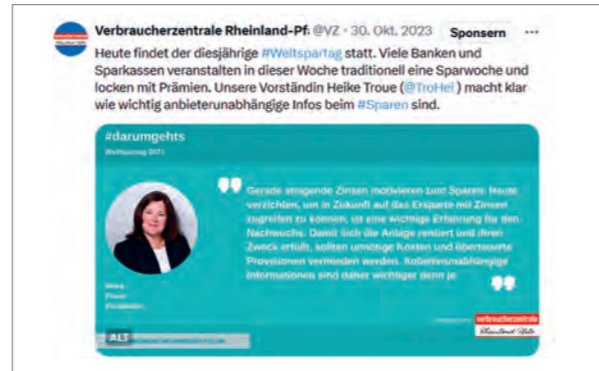 Verbraucherzentrale Rheinland-Pf: @VZ · 30. Okt. 2023 Sponsern ...
Heute findet der diesjährige #Weltspartag statt. Viele Banken und
Sparkassen veranstalten in dieser Woche traditionell eine Sparwoche und
locken mit Prämien. Unsere Vorständin Heike Troue (@TroHei ) macht klar
wie wichtig anbieterunabhängige Infos beim #Sparen sind.
#darumgehts
Weltspartag
Gerade steigende Zinsen motivieren zum Sparen: Heute
verzichten, um in Zukunft auf das Ersparte mit Zinsen
zugreifen zu können, ist eine wichtige Erfahrung für den
Nachwuchs. Damit sich die Anlage rentiert und ihren
Zweck erfüllt, sollten unnötige Kosten und überteuerte
Provisionen vermieden werden.
Informationen sind daher wichtiger denn je.
verbraucherzentrale
Rheinland-Pfalz
ALT